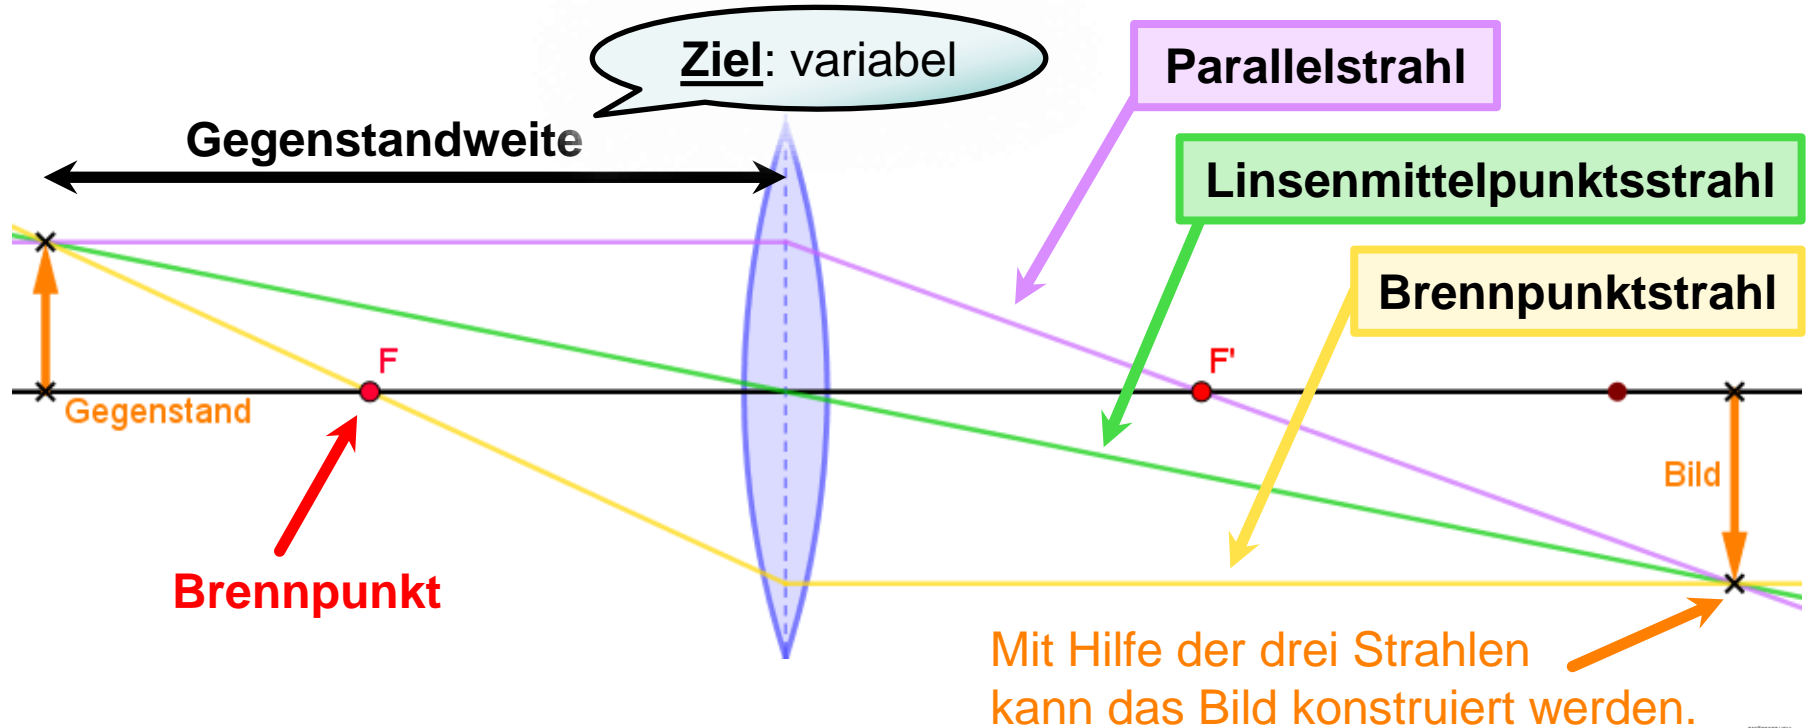 Ziel: variabel
Parallelstrahl
Gegenstandweite
Linsenmittelpunktsstrahl
Brennpunktstrahl
F
F'
Gegenstand
Bild
Brennpunkt
Mit Hilfe der drei Strahlen
kann das Bild konstruiert werden.